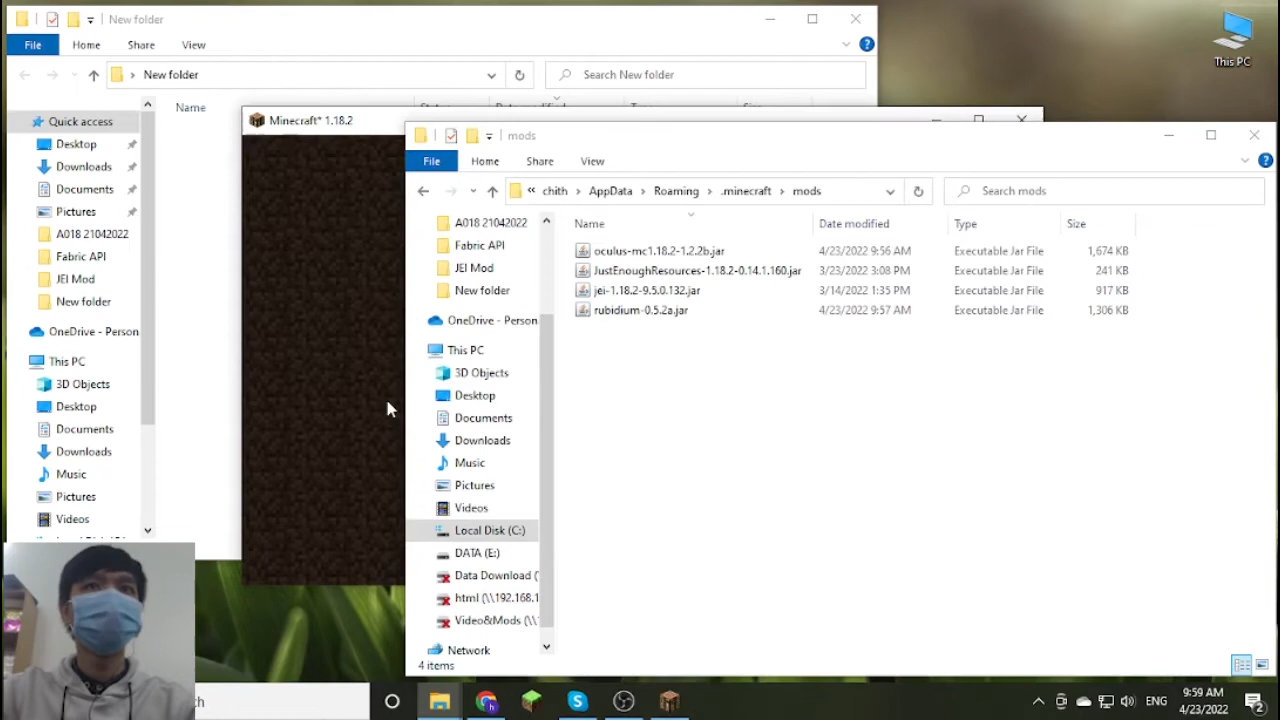 New folder
File
Home
Share
View
New folder
Search New folder
Name
Quick access
Desktop
Downloads
Documents
Pictures
A018 21042022
Fabric API
JEI Mod
New folder
OneDrive - Person
This PC
3D Objects
Desktop
Documents
Downloads
Music
Pictures
Videos
Minecraft* 1.18.2
mods
File
Home
Share
View
« chith > AppData > Roaming > .minecraft > mods
Search mods
A018 21042022
Fabric API
JEI Mod
New folder
OneDrive - Person
This PC
3D Objects
Desktop
Documents
Downloads
Music
Pictures
Videos
Local Disk (C:)
DATA (E:)
Data Download (
html (\\192.168.1
Video&Mods (\\
Network
Name Date modified Type Size
oculus-mc1.18.2-1.2.2b.jar 4/23/2022 9:56 AM Executable Jar File 1,674 KB
JustEnoughResources-1.18.2-0.14.1.160.jar 3/23/2022 3:08 PM Executable Jar File 241 KB
jei-1.18.2-9.5.0.132.jar 3/14/2022 1:35 PM Executable Jar File 917 KB
rubidium-0.5.2a.jar 4/23/2022 9:57 AM Executable Jar File 1,306 KB
4 items
This PC
ENG
9:59 AM
4/23/2022
2